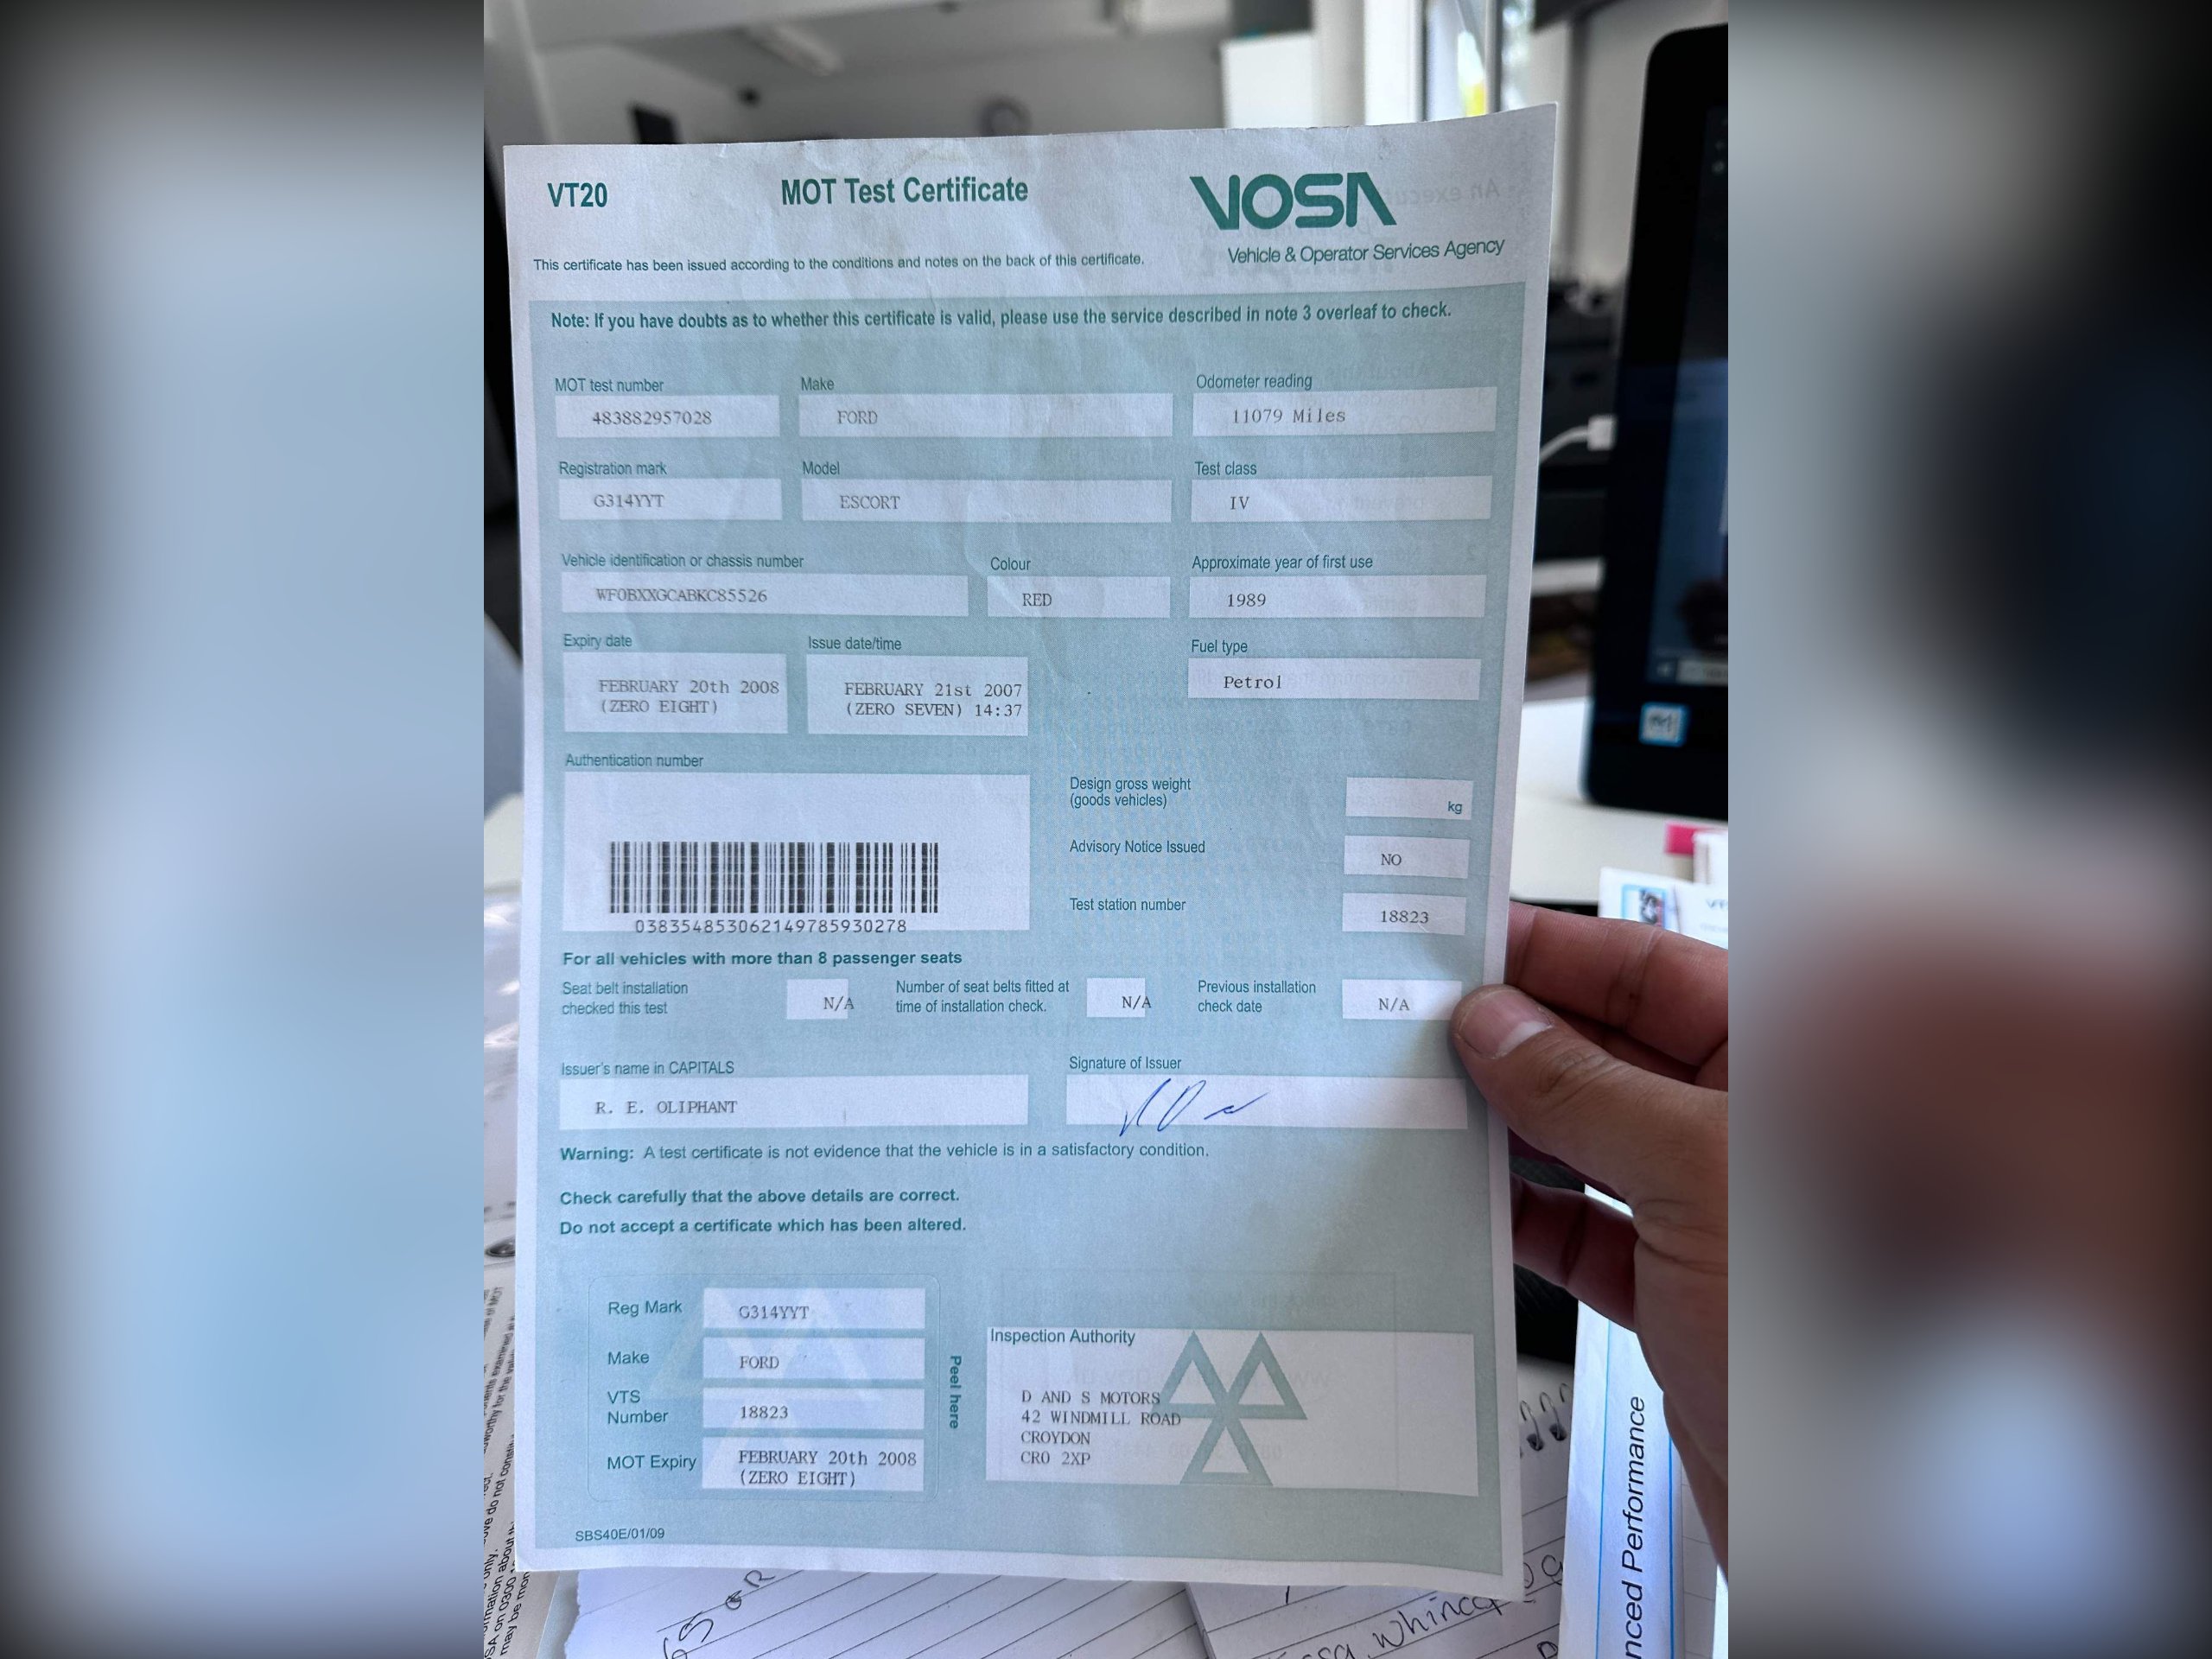 VT20
MOT Test Certificate
VOSA
Vehicle & Operator Services Agency
This certificate has been issued according to the conditions and notes on the back of this certificate.
Note: If you have doubts as to whether this certificate is valid, please use the service described in note 3 overleaf to check.
MOT test number
Make
Odometer reading
483882957028
FORD
11079 Miles
Registration mark
Model
Test class
G314YYT
ESCORT
IV
Vehicle identification or chassis number
Colour
Approximate year of first use
WF0BXXGCABKC85526
RED
1989
Expiry date
Issue date/time
Fuel type
FEBRUARY 20th 2008
(ZERO EIGHT)
FEBRUARY 21st 2007
(ZERO SEVEN) 14:37
Petrol
Authentication number
038354853062149785930278
Design gross weight
(goods vehicles)
kg
Advisory Notice Issued
NO
Test station number
18823
For all vehicles with more than 8 passenger seats
Seat belt installation
checked this test
N/A
Number of seat belts fitted at
time of installation check.
N/A
Previous installation
check date
N/A
Issuer's name in CAPITALS
Signature of Issuer
R. E. OLIPHANT
Warning: A test certificate is not evidence that the vehicle is in a satisfactory condition.
Check carefully that the above details are correct.
Do not accept a certificate which has been altered.
Reg Mark
G314YYT
Make
FORD
VTS
Number
18823
MOT Expiry
FEBRUARY 20th 2008
(ZERO EIGHT)
Peel here
Inspection Authority
D AND S MOTORS
42 WINDMILL ROAD
CROYDON
CR0 2XP
SBS40E/01/09
nced Performance